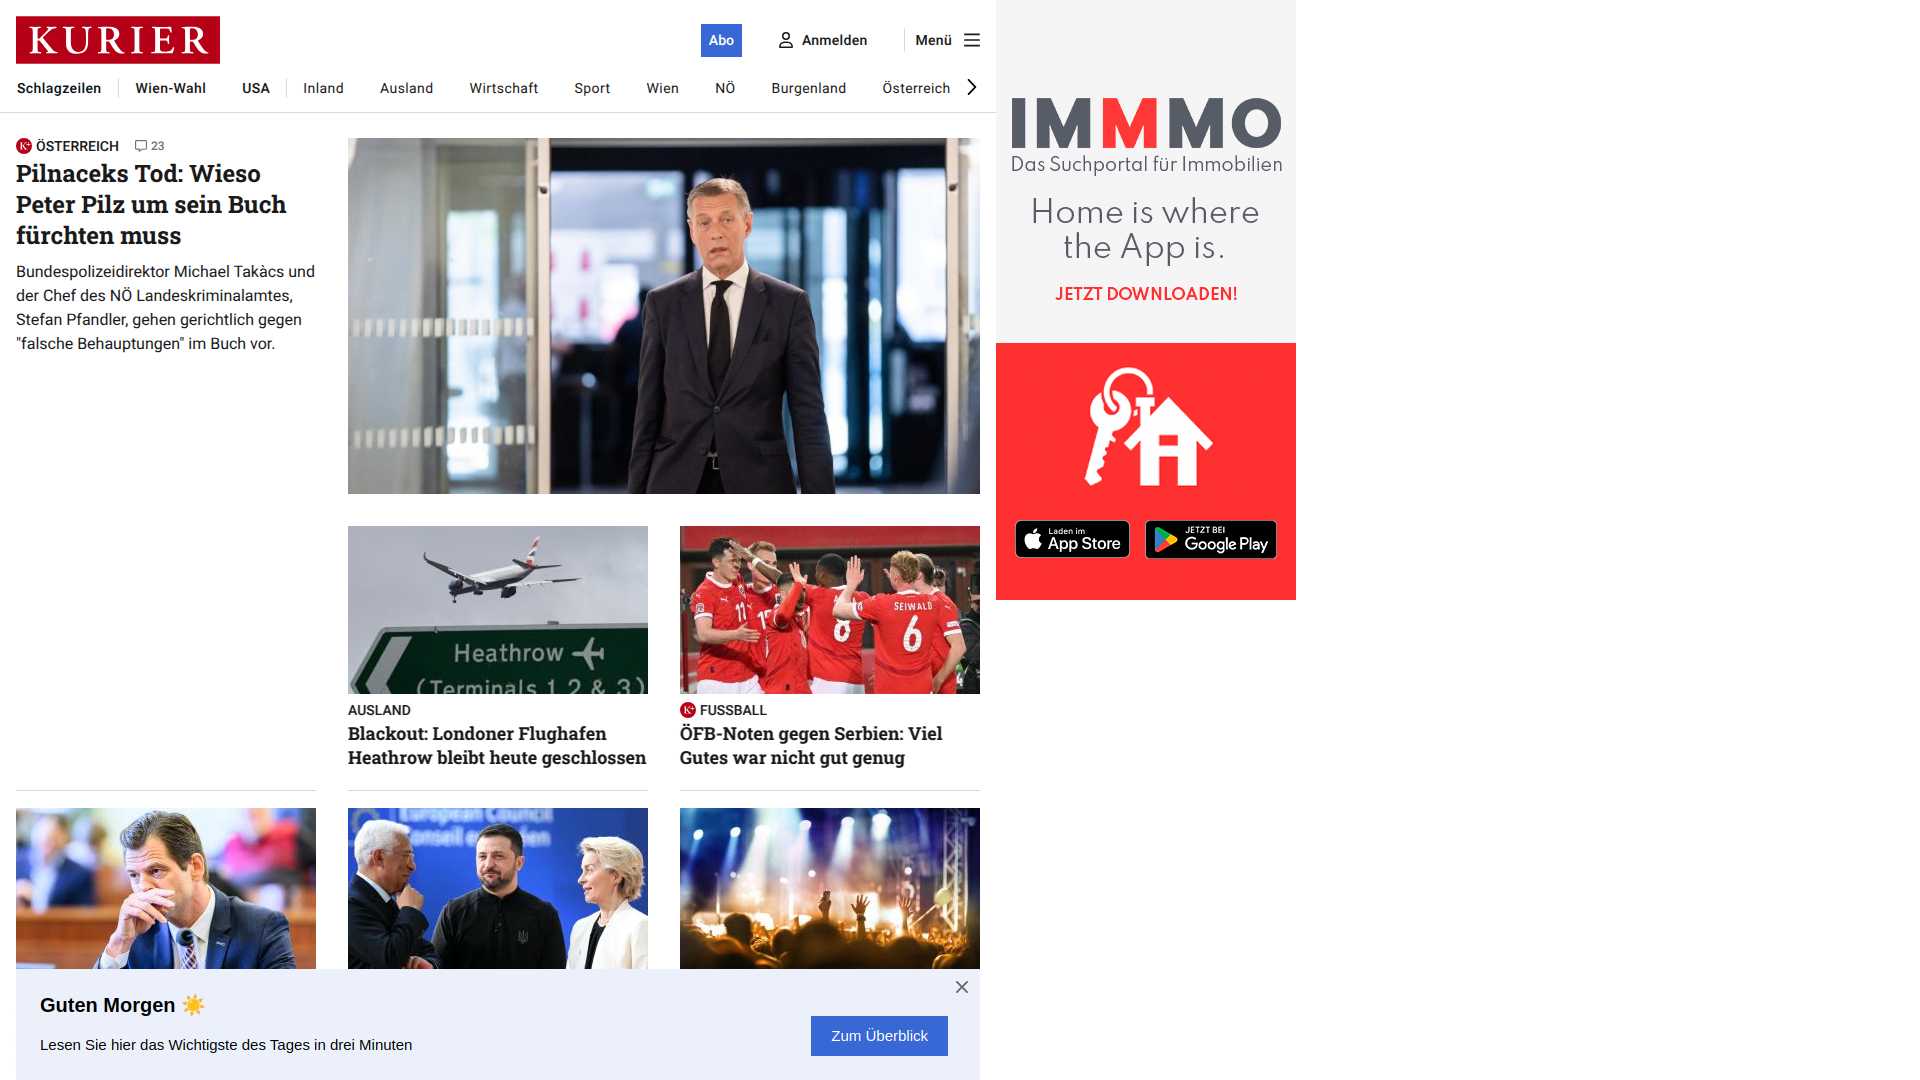 KURIER
Abo
Anmelden
Menü
Schlagzeilen
Wien-Wahl
USA
Inland
Ausland
Wirtschaft
Sport
Wien
NÖ
Burgenland
Österreich
ÖSTERREICH 23
Pilnaceks Tod: Wieso
Peter Pilz um sein Buch
fürchten muss
Bundespolizeidirektor Michael Takàcs und
der Chef des NÖ Landeskriminalamtes,
Stefan Pfandler, gehen gerichtlich gegen
"falsche Behauptungen" im Buch vor.
Heathrow
(Terminals 1 2 & 3)
AUSLAND
Blackout: Londoner Flughafen
Heathrow bleibt heute geschlossen
11
8
SEIWALD
6
K+ FUSSBALL
ÖFB-Noten gegen Serbien: Viel
Gutes war nicht gut genug
European Council
Guten Morgen ☀️
Lesen Sie hier das Wichtigste des Tages in drei Minuten
Zum Überblick
IMMMO
Das Suchportal für Immobilien
Home is where
the App is.
JETZT DOWNLOADEN!
Laden im
App Store
JETZT BEI
Google Play